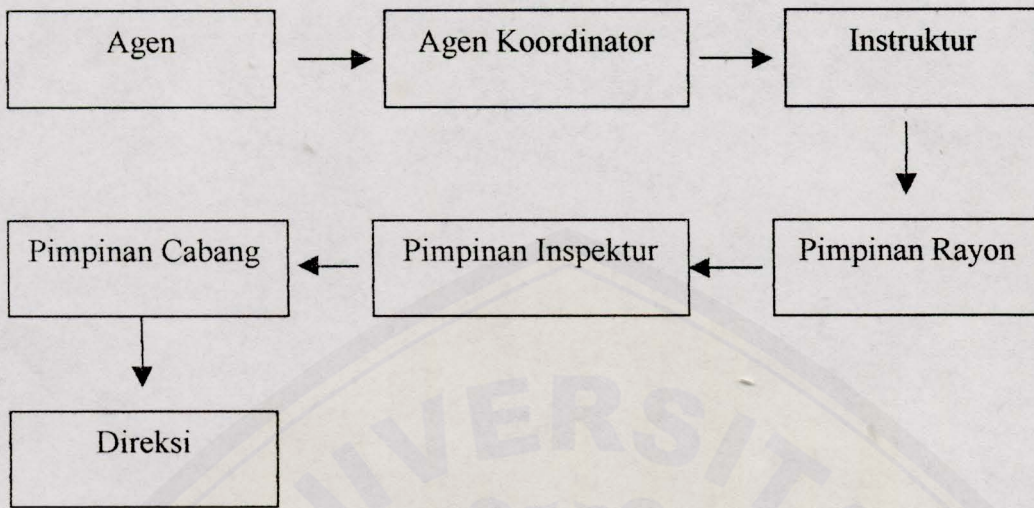 Agen
Agen Koordinator
Instruktur
Pimpinan Rayon
Pimpinan Inspektur
Pimpinan Cabang
Direksi